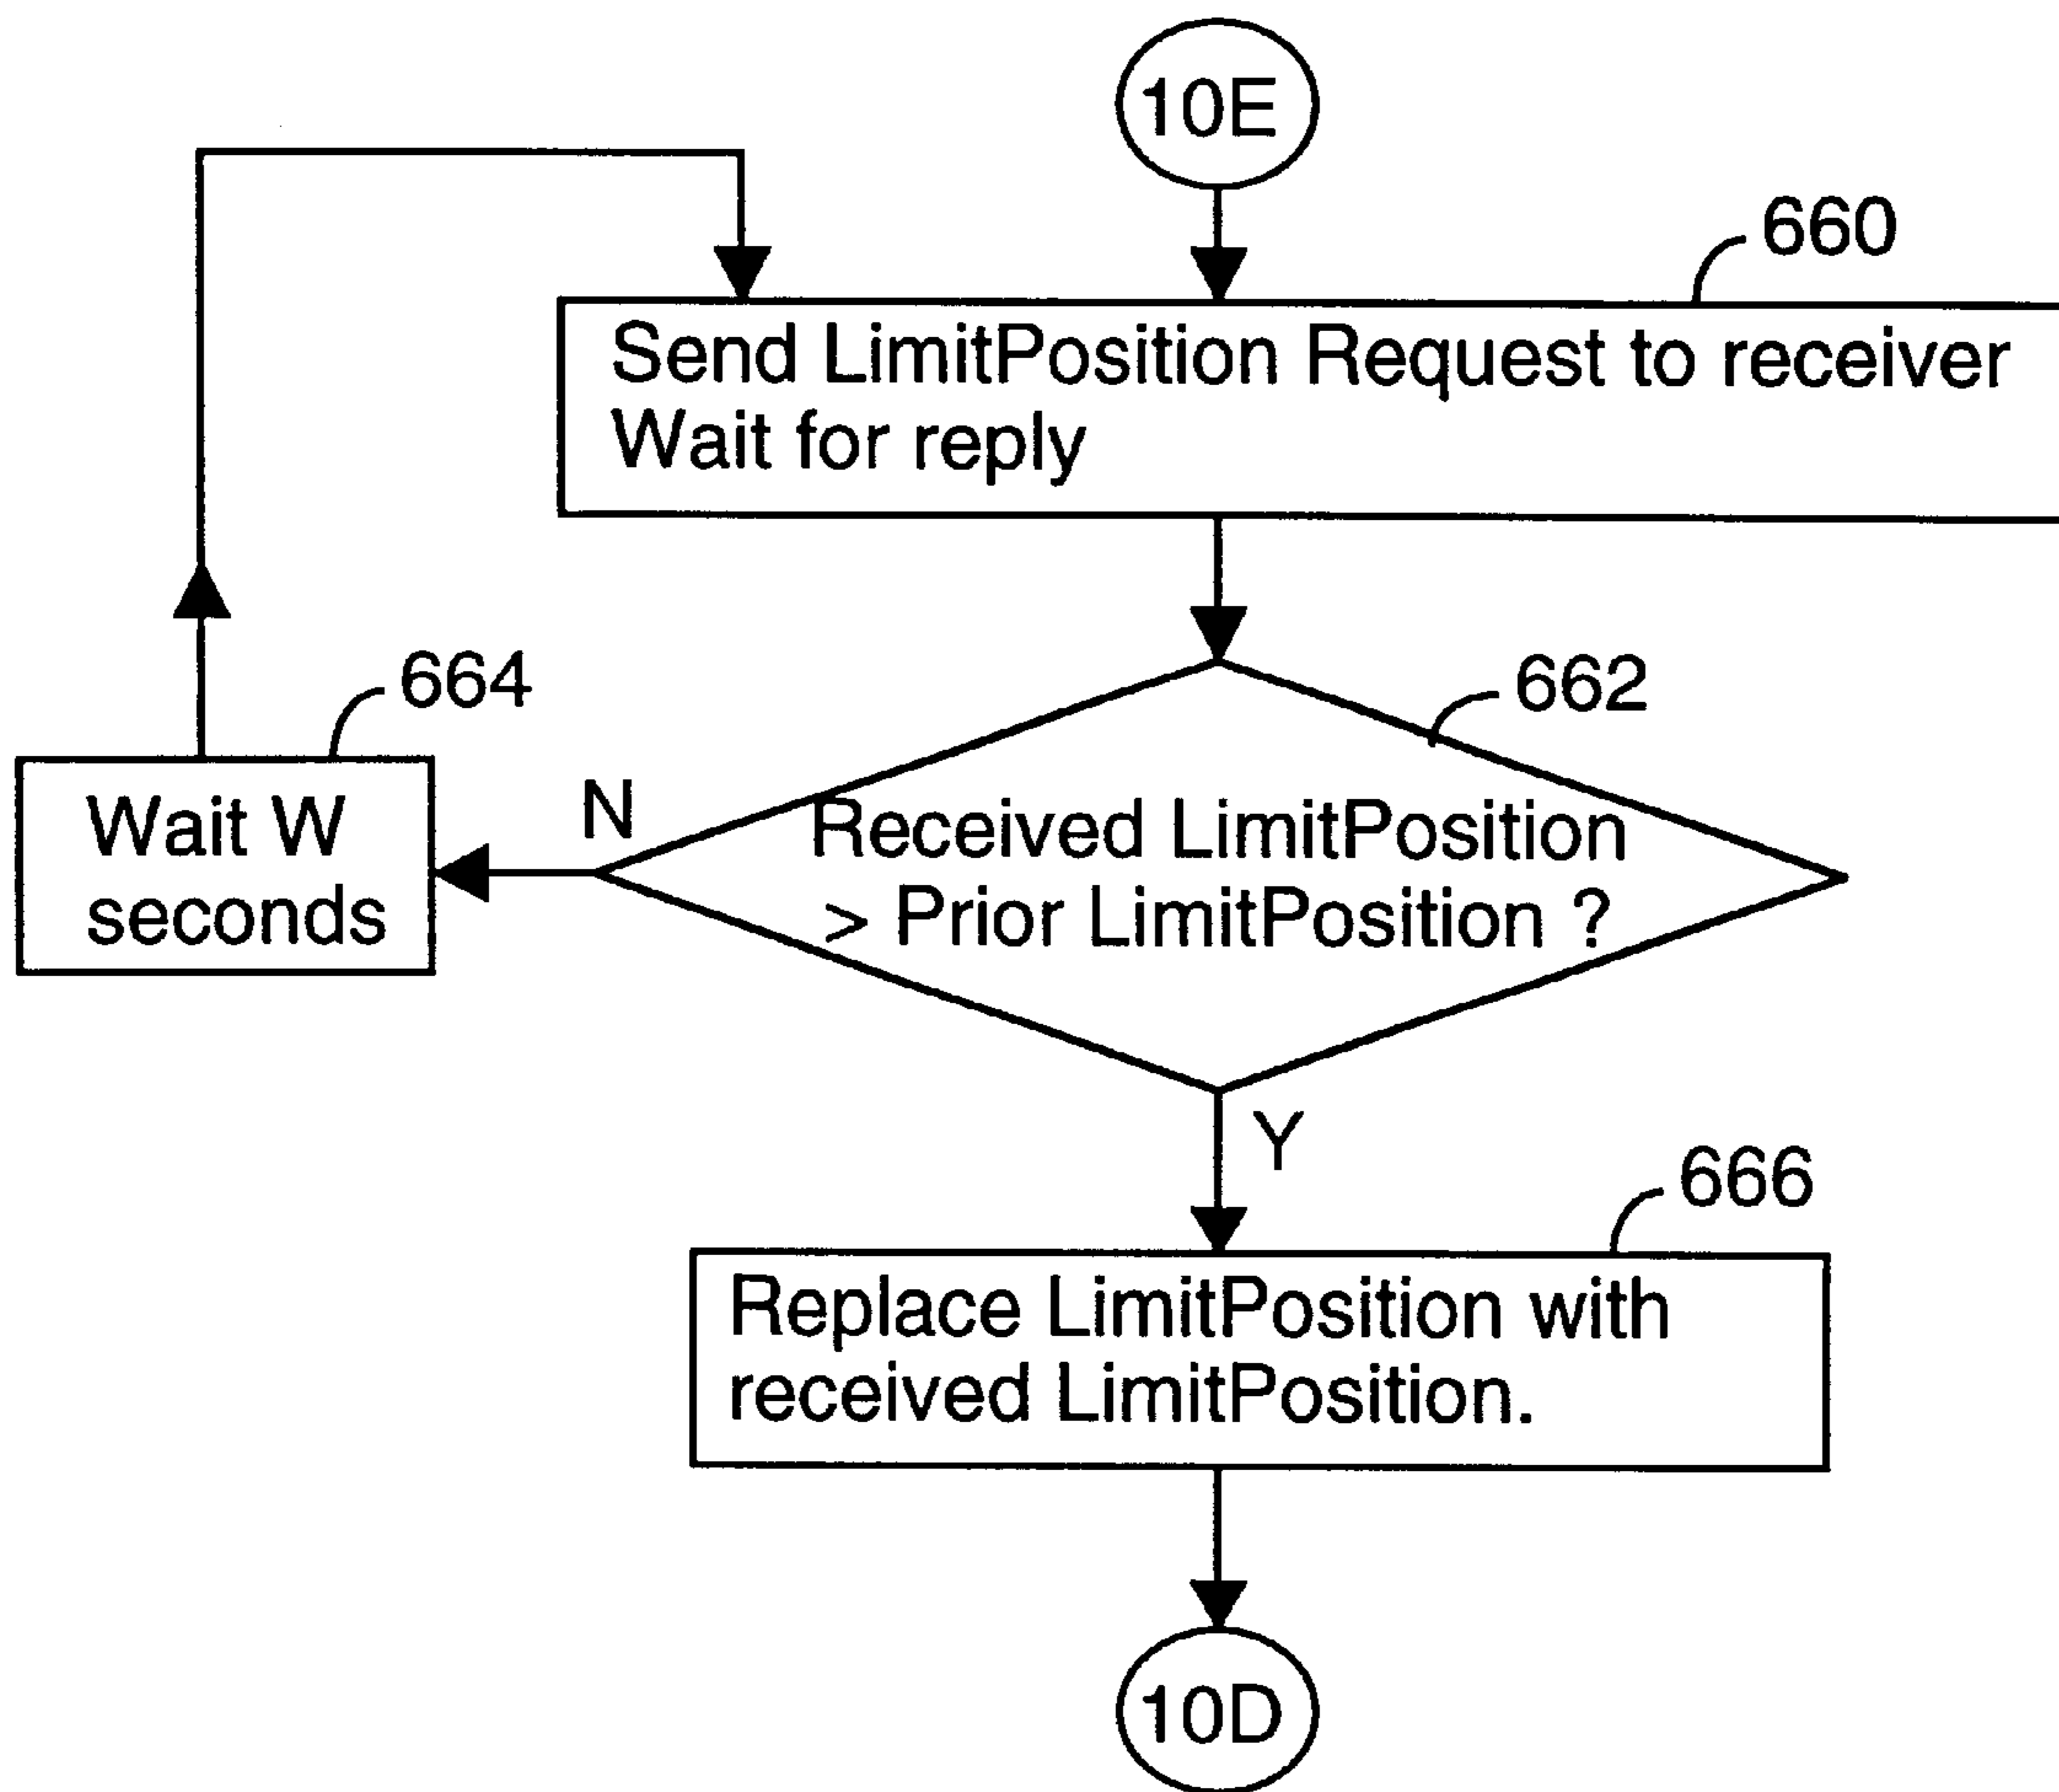 10E
660
Send LimitPosition Request to receiver
Wait for reply
664
662
Wait W
seconds
N
Received LimitPosition
> Prior LimitPosition ?
Y
666
Replace LimitPosition with
received LimitPosition.
10D